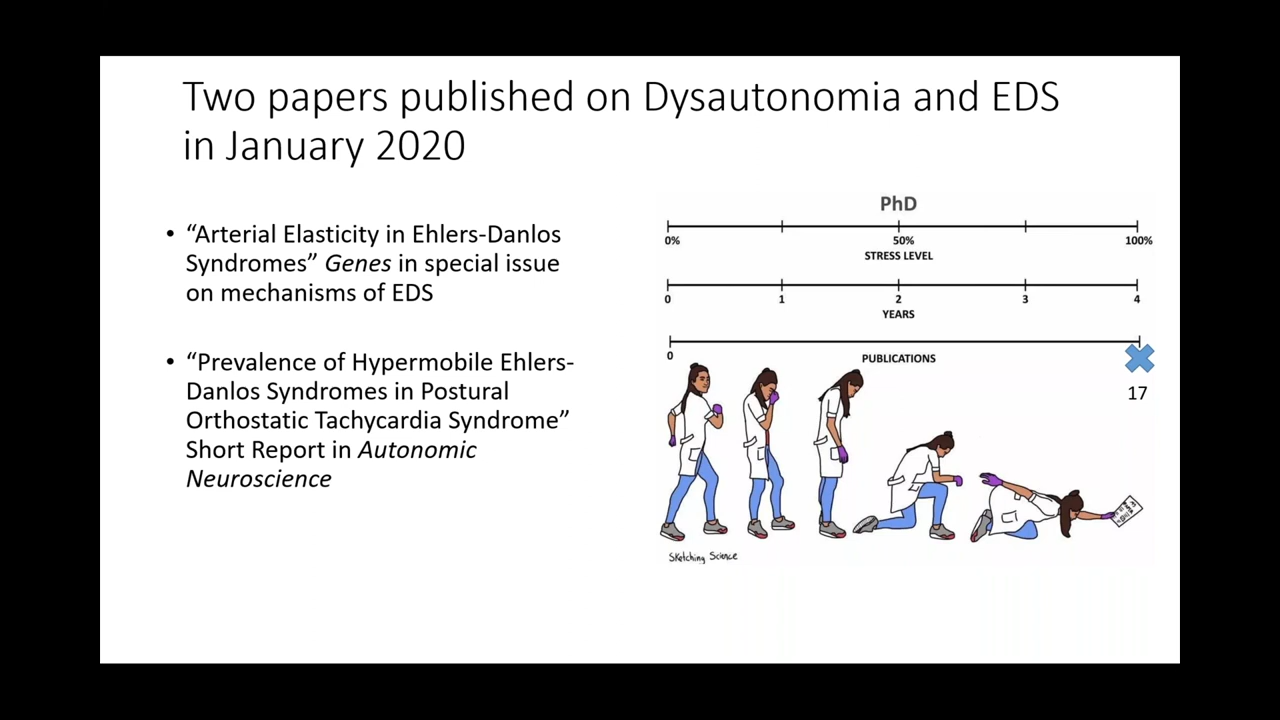 Two papers published on Dysautonomia and EDS
in January 2020
• “Arterial Elasticity in Ehlers-Danlos
Syndromes” Genes in special issue
on mechanisms of EDS
• “Prevalence of Hypermobile Ehlers-
Danlos Syndromes in Postural
Orthostatic Tachycardia Syndrome”
Short Report in Autonomic
Neuroscience
PhD
0% 50% 100%
STRESS LEVEL
0 1 2 3 4
YEARS
0 PUBLICATIONS
17
Sketching Science